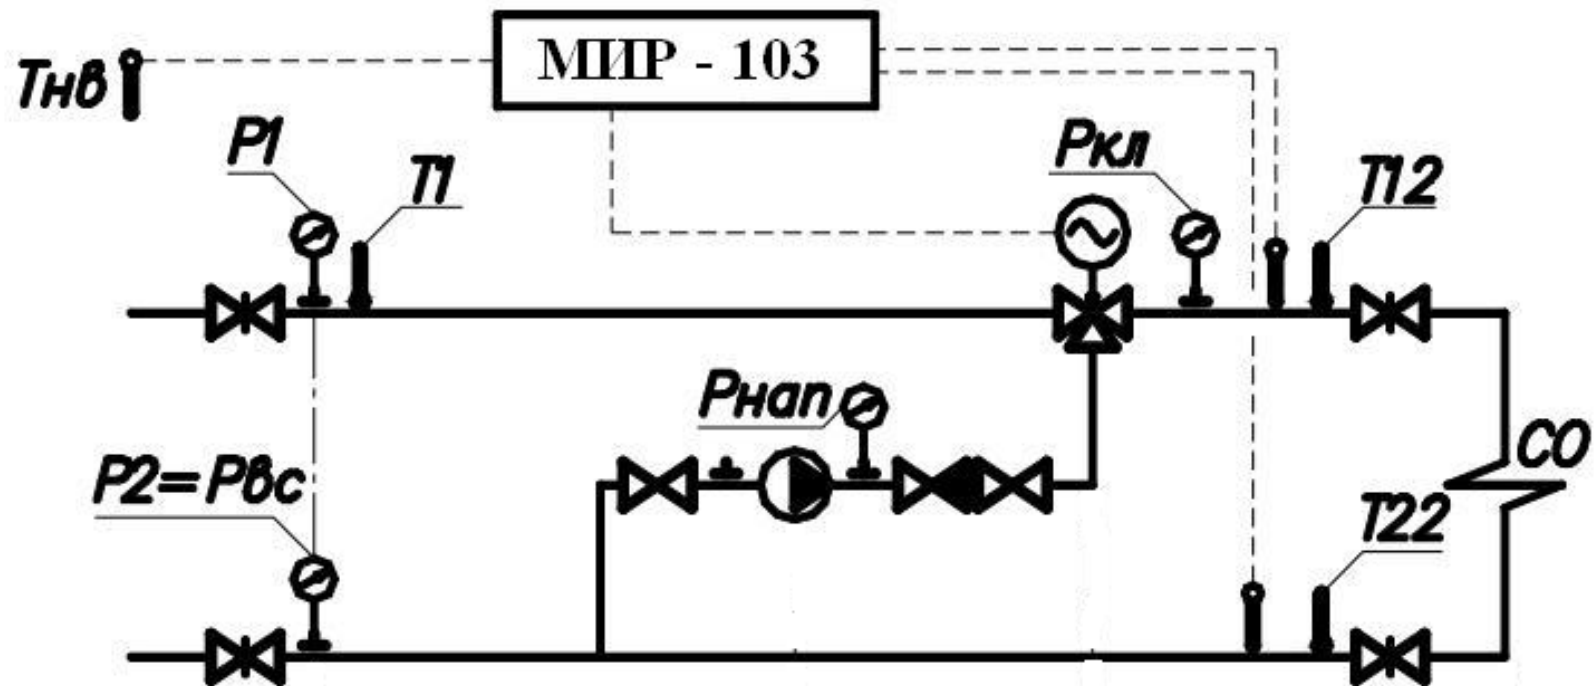 МИР - 103
Тнв
Р1
Т1
Ркл
Т12
Рнап
СО
Р2=Рвс
Т22